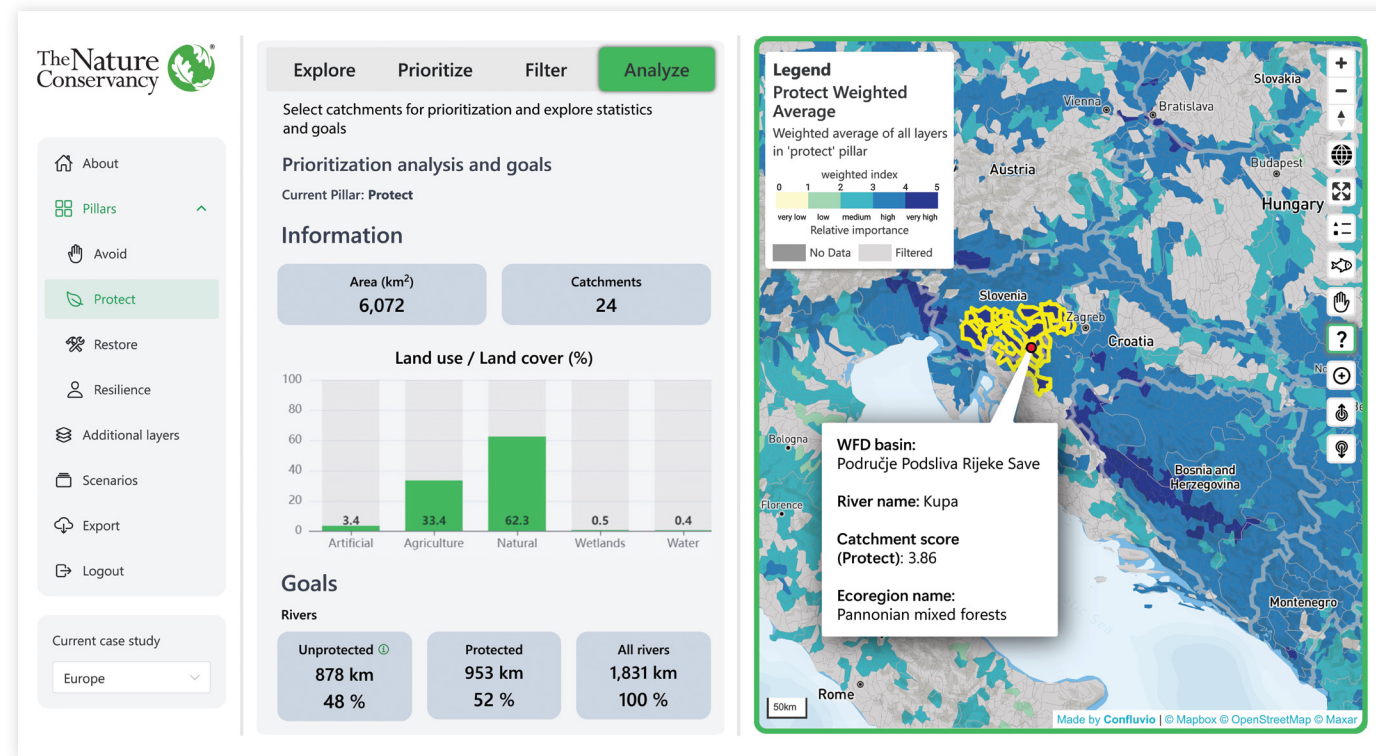 The Nature
Conservancy
About
Pillars
Avoid
Protect
Restore
Resilience
Additional layers
Scenarios
Export
Logout
Current case study
Europe
Explore
Prioritize
Filter
Analyze
Select catchments for prioritization and explore statistics
and goals
Prioritization analysis and goals
Current Pillar: Protect
Information
Area (km²)
6,072
Catchments
24
Land use / Land cover (%)
100
80
60
40
20
0
3.4
33.4
62.3
0.5
0.4
Artificial
Agriculture
Natural
Wetlands
Water
Goals
Rivers
Unprotected
878 km
48 %
Protected
953 km
52 %
All rivers
1,831 km
100 %
Legend
Protect Weighted
Average
Weighted average of all layers
in 'protect' pillar
weighted index
0 1 2 3 4 5
very low low medium high very high
Relative importance
No Data Filtered
Slovakia
Vienna
Bratislava
Austria
Budapest
Hungary
Slovenia
Zagreb
Croatia
Bologna
Bosnia and
Herzegovina
Florence
Montenegro
Rome
WFD basin:
Područje Podsliva Rijeke Save
River name: Kupa
Catchment score
(Protect): 3.86
Ecoregion name:
Pannonian mixed forests
?
50km
Made by Confluvio | © Mapbox © OpenStreetMap © Maxar